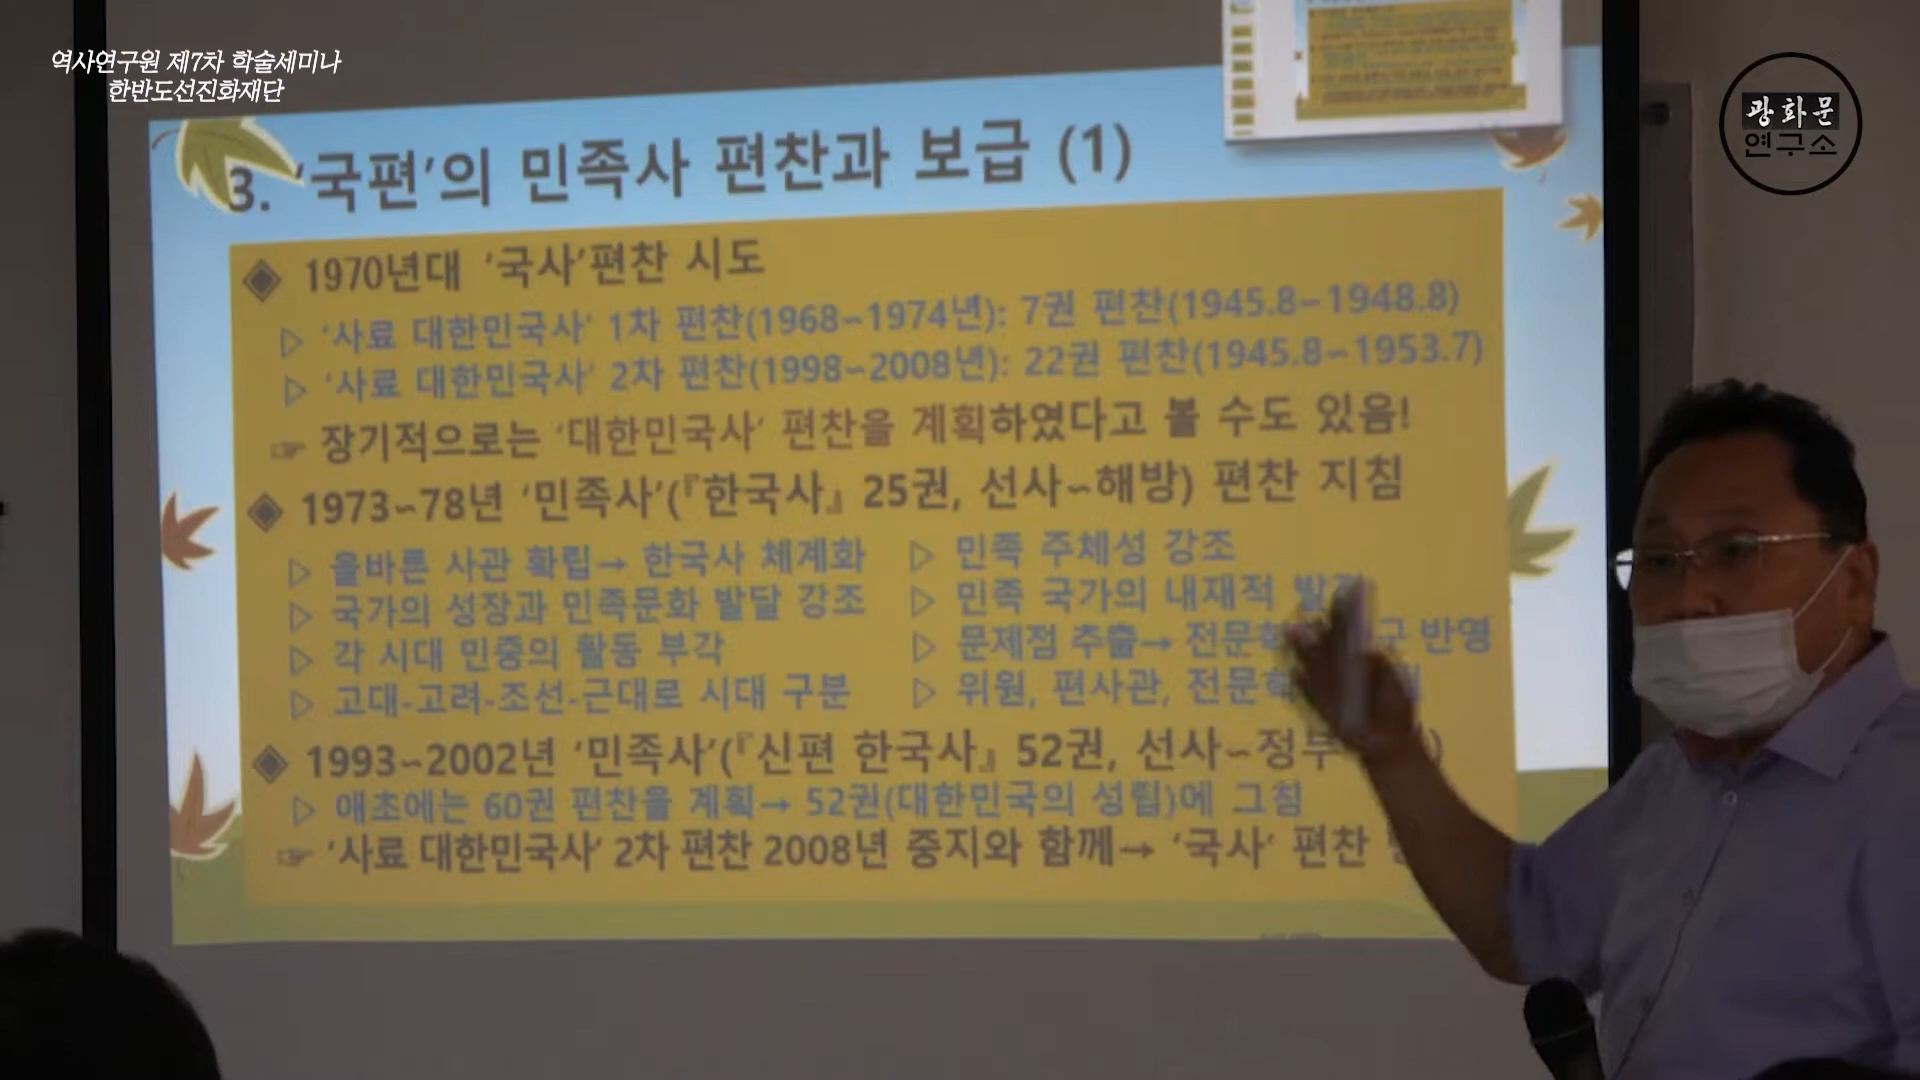 역사연구원 제7차 학술세미나
한반도선진화재단
광화문
연구소
3. '국편'의 민족사 편찬과 보급 (1)
◈ 1970년대 '국사'편찬 시도
▷ '사료 대한민국사' 1차 편찬(1968~1974년): 7권 편찬(1945.8~1948.8)
▷ '사료 대한민국사' 2차 편찬(1998~2008년): 22권 편찬(1945.8~1953.7)
☞ 장기적으로는 '대한민국사' 편찬을 계획하였다고 볼 수도 있음!
◈ 1973~78년 '민족사'(『한국사』 25권, 선사~해방) 편찬 지침
▷ 올바른 사관 확립→ 한국사 체계화
▷ 국가의 성장과 민족문화 발달 강조
▷ 각 시대 민중의 활동 부각
▷ 고대-고려-조선-근대로 시대 구분
▷ 민족 주체성 강조
▷ 민족 국가의 내재적
▷ 문제점 추출→ 반영
▷ 위원, 편사관,
◈ 1993~2002년 '민족사'(『신편 한국사』 52권,
▷ 애초에는 60권 편찬을 계획→ 52권(대한민국의 성립)에 그침
☞ '사료 대한민국사' 2차 편찬 2008년 중지와 함께→ '국사' 편찬